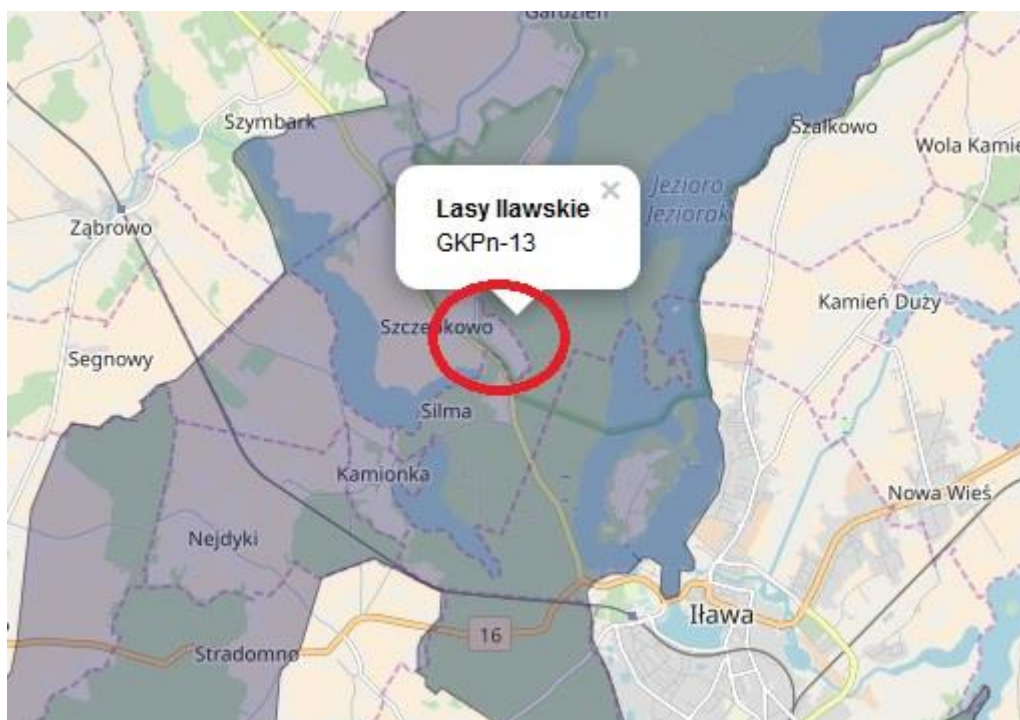 Gardzień
Szymbark
Szałkowo
Wola Kamie
Jezioro
Jeziorak
Lasy Iławskie
×
GKPn-13
Ząbrowo
Kamień Duży
Szczepkowo
Segnowy
Silma
Kamionka
Nowa Wieś
Nejdyki
Iława
16
Stradomno